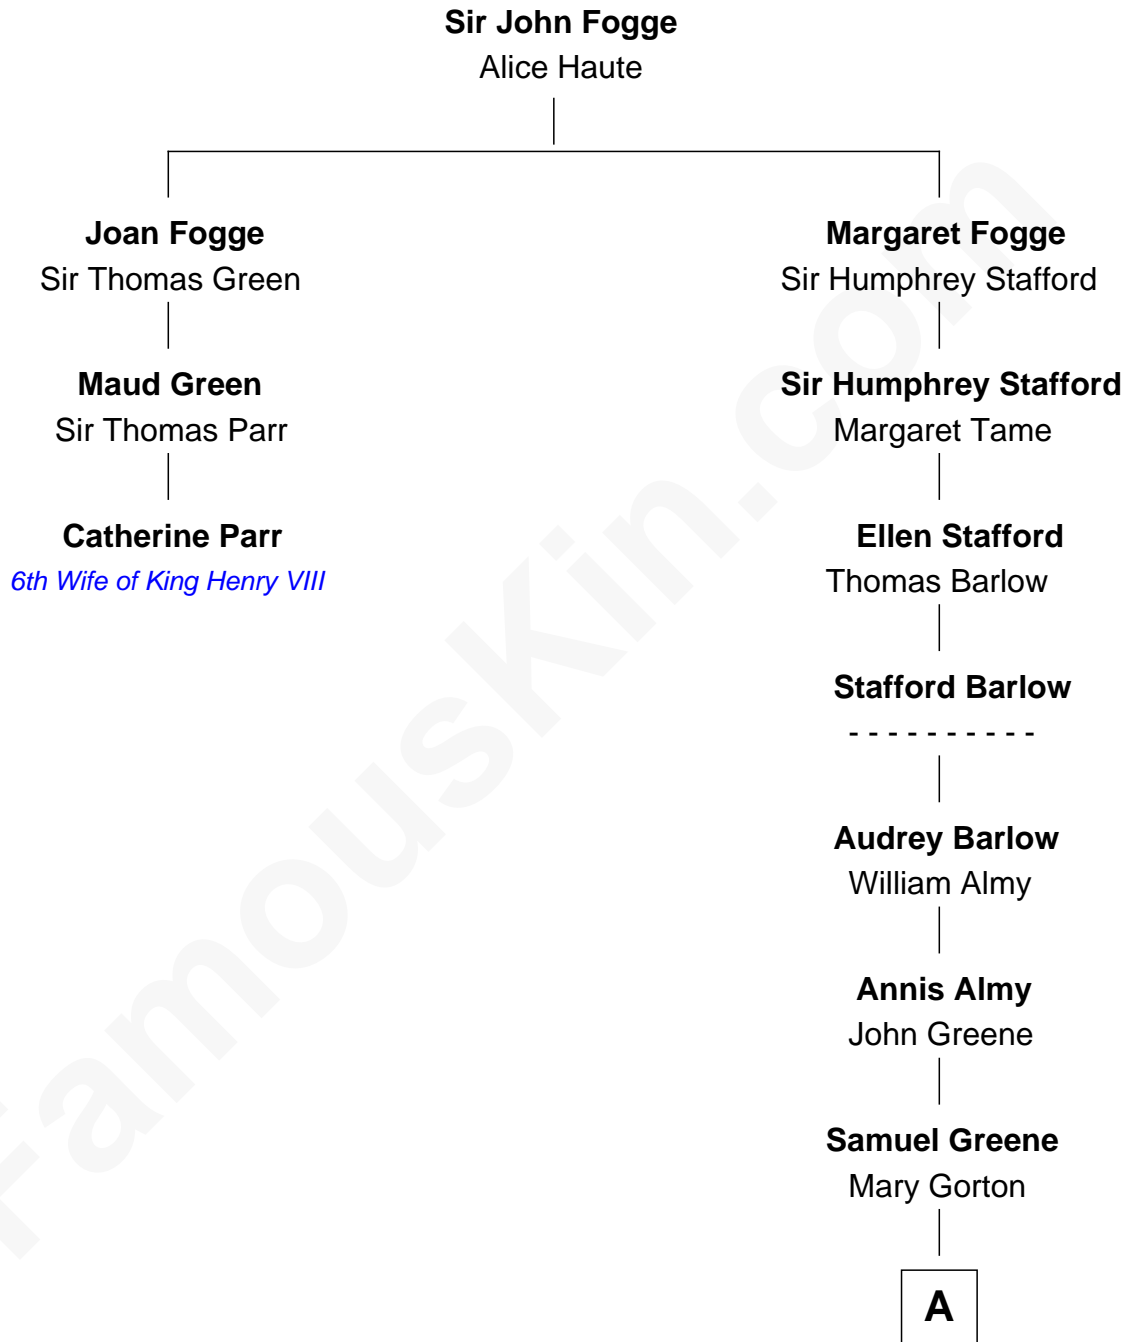 Sir John Fogge
Alice Haute
Joan Fogge
Sir Thomas Green
Maud Green
Sir Thomas Parr
Catherine Parr
6th Wife of King Henry VIII
Margaret Fogge
Sir Humphrey Stafford
Sir Humphrey Stafford
Margaret Tame
Ellen Stafford
Thomas Barlow
Stafford Barlow
- - - - - - - - - -
Audrey Barlow
William Almy
Annis Almy
John Greene
Samuel Greene
Mary Gorton
A
FamousKin.com